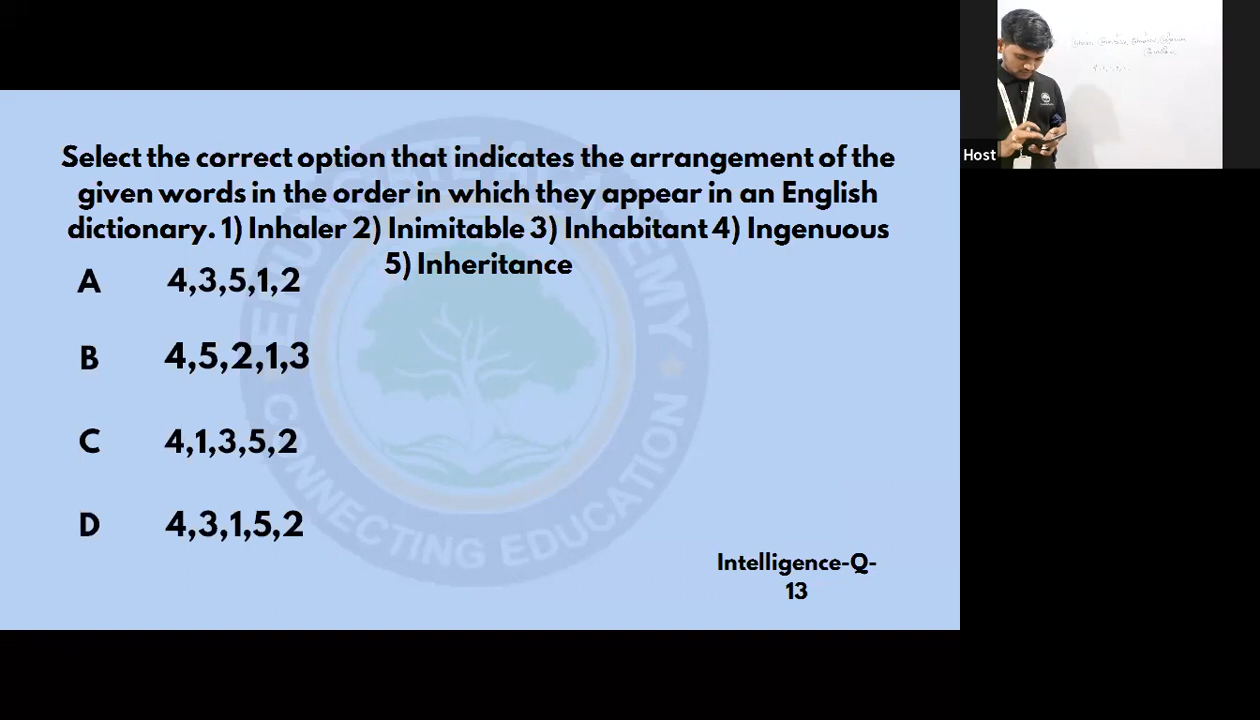 Select the correct option that indicates the arrangement of the
given words in the order in which they appear in an English
dictionary. 1) Inhaler 2) Inimitable 3) Inhabitant 4) Ingenuous
5) Inheritance
A 4,3,5,1,2
B 4,5,2,1,3
C 4,1,3,5,2
D 4,3,1,5,2
Intelligence-Q-
13
CONNECTING EDUCATION
Host